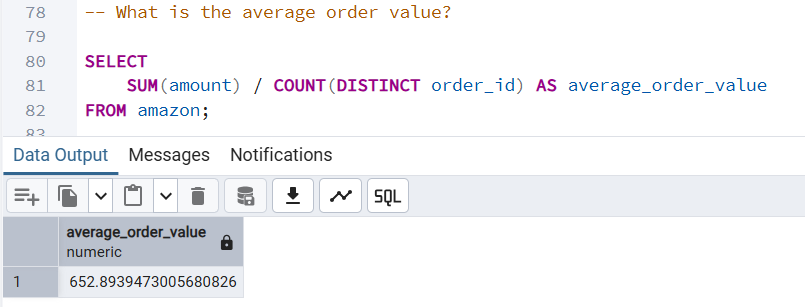 78 -- What is the average order value?
79
80 SELECT
81 SUM(amount) / COUNT(DISTINCT order_id) AS average_order_value
82 FROM amazon;
83
Data Output Messages Notifications
SQL
average_order_value
numeric
1 652.8939473005680826